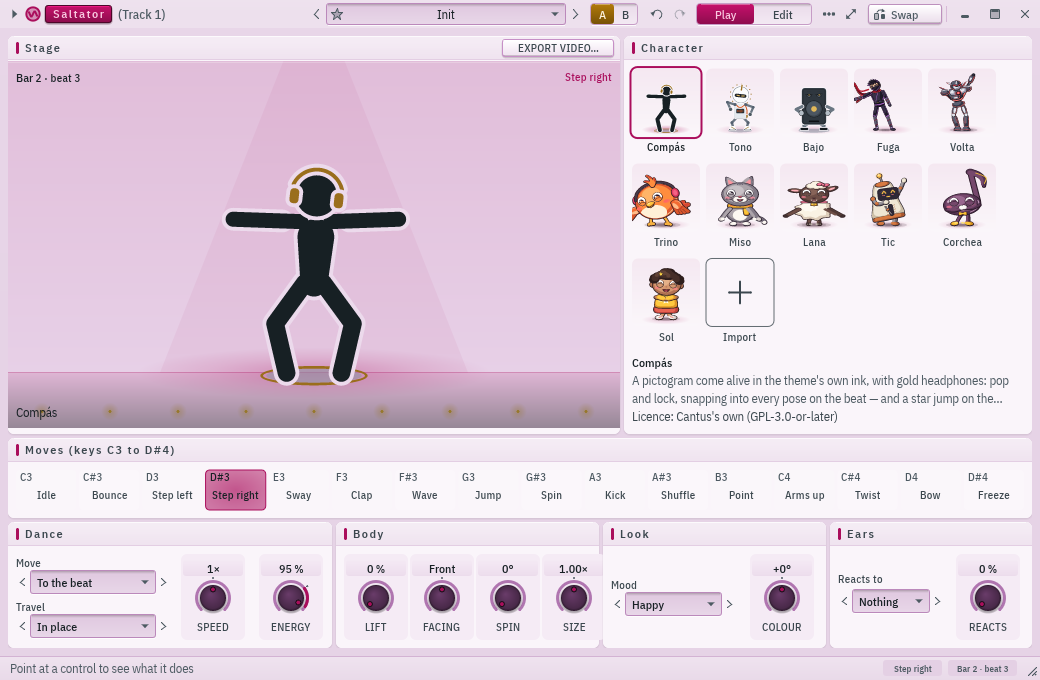 Saltator
(Track 1)
Init
A
B
Play
Edit
Swap
Stage
EXPORT VIDEO...
Character
Bar 2 · beat 3
Step right
Compás
Compás
Tono
Bajo
Fuga
Volta
Trino
Miso
Lana
Tic
Corchea
Sol
Import
Compás
A pictogram come alive in the theme's own ink, with gold headphones: pop
and lock, snapping into every pose on the beat — and a star jump on the...
Licence: Cantus's own (GPL-3.0-or-later)
Moves (keys C3 to D#4)
C3
Idle
C#3
Bounce
D3
Step left
D#3
Step right
E3
Sway
F3
Clap
F#3
Wave
G3
Jump
G#3
Spin
A3
Kick
A#3
Shuffle
B3
Point
C4
Arms up
C#4
Twist
D4
Bow
D#4
Freeze
Dance
Move
To the beat
Travel
In place
1×
SPEED
95 %
ENERGY
Body
0 %
LIFT
Front
FACING
0°
SPIN
1.00×
SIZE
Look
Mood
Happy
+0°
COLOUR
Ears
Reacts to
Nothing
0 %
REACTS
Point at a control to see what it does
Step right
Bar 2 · beat 3